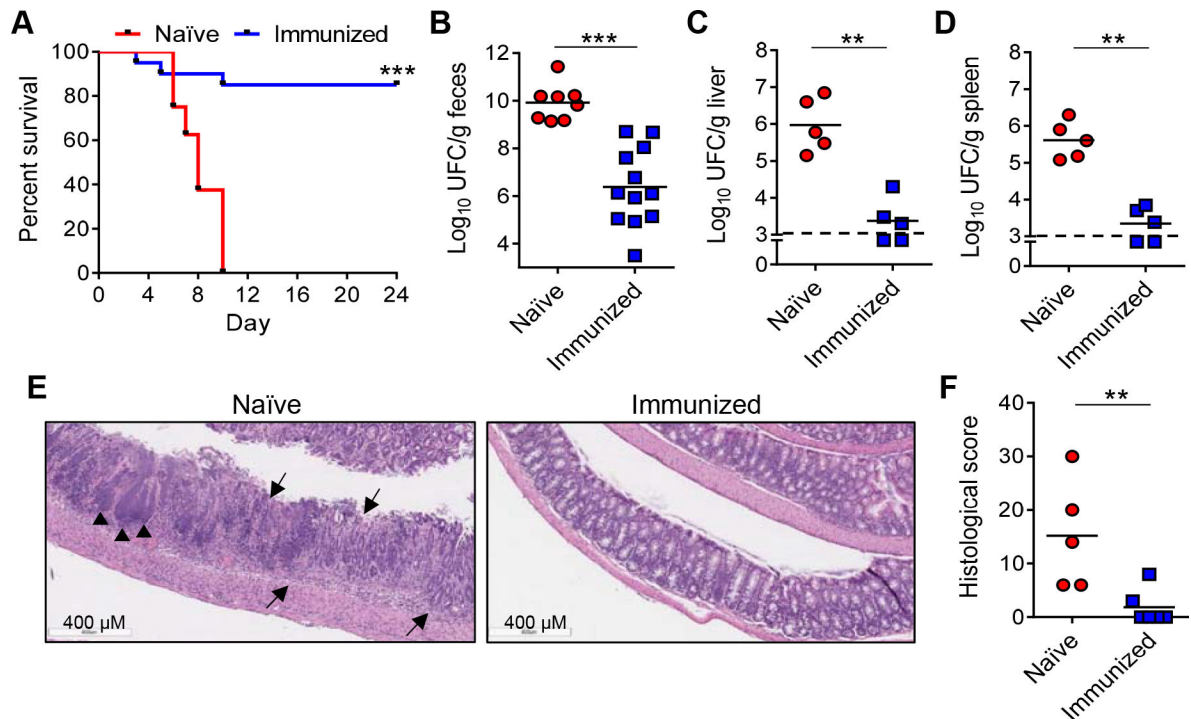 A
Naïve
Immunized
Percent survival
100
80
60
40
20
0
***
0 4 8 12 16 20 24
Day
B
Log10 UFC/g feces
12
10
8
6
4
***
Naïve
Immunized
C
Log10 UFC/g liver
8
7
6
5
4
3
0
**
Naïve
Immunized
D
Log10 UFC/g spleen
8
7
6
5
4
3
0
**
Naïve
Immunized
E
Naïve
Immunized
400 µM
400 µM
F
Histological score
40
30
20
10
0
**
Naïve
Immunized